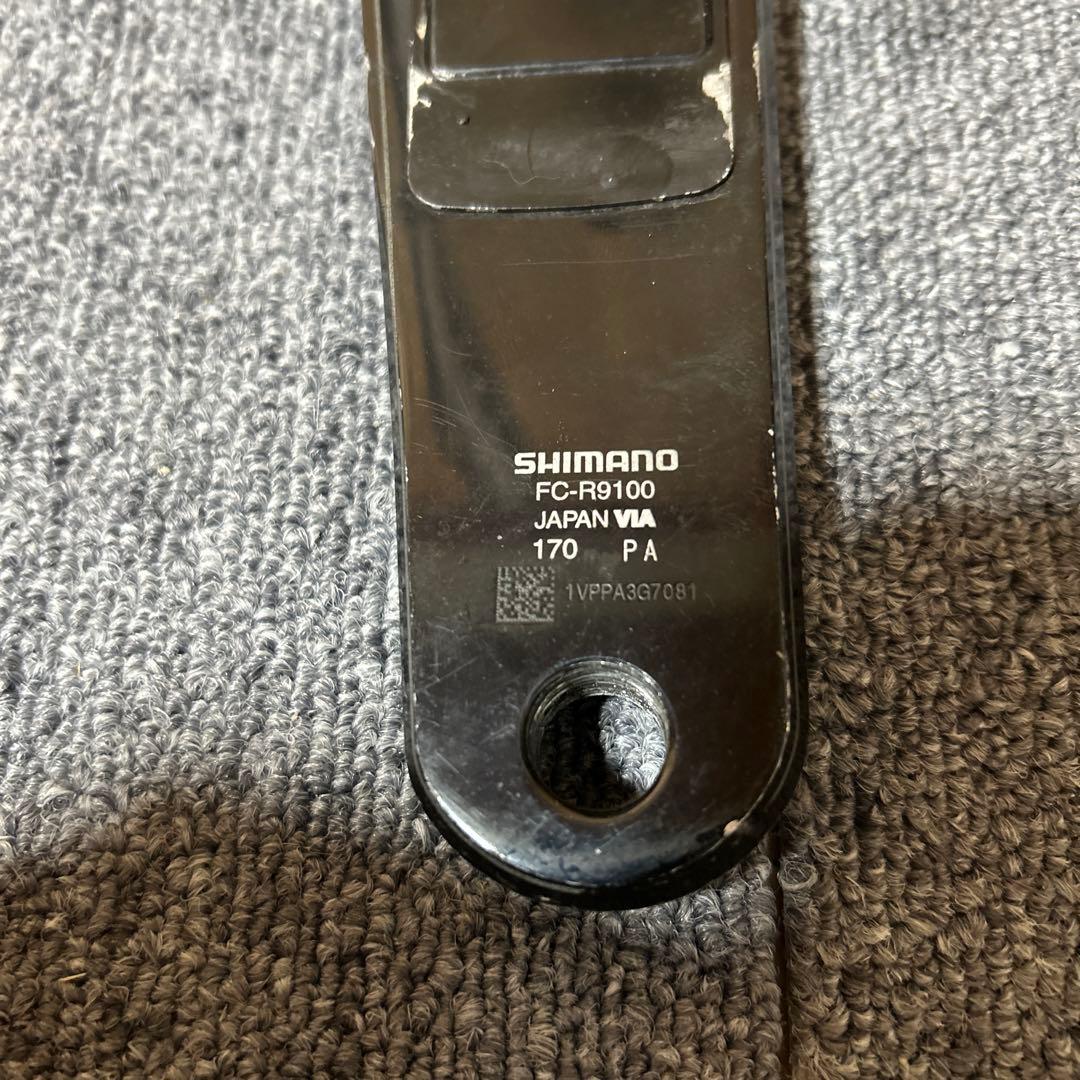 SHIMANO
FC-R9100
JAPAN VIA
170 PA
1VPPA3G7081